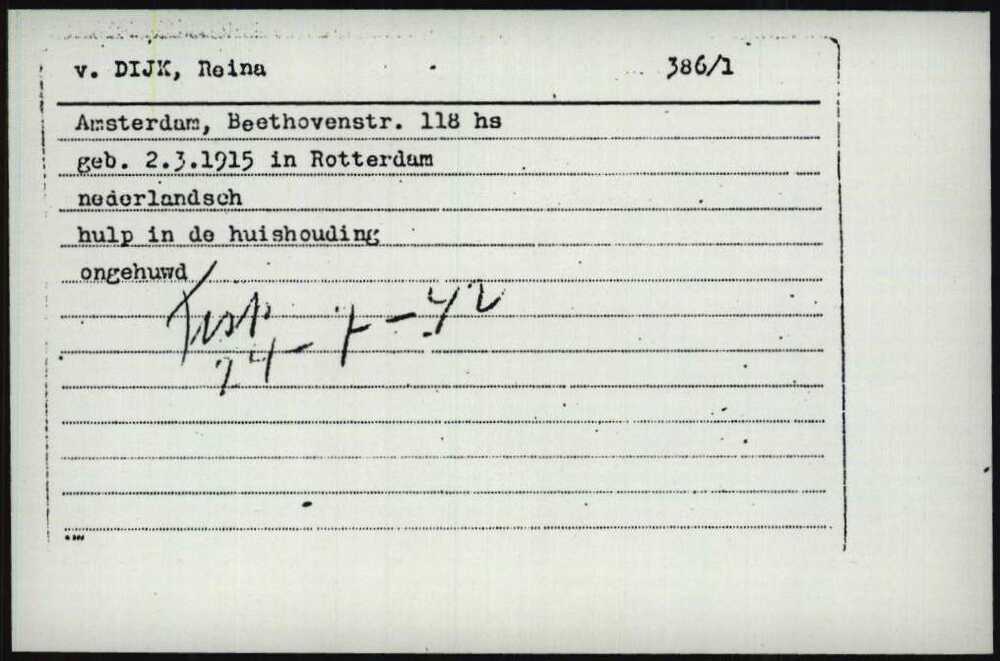 v. DIJK, Reina 386/1
Amsterdam, Beethovenstr. 118 hs
geb. 2.3.1915 in Rotterdam
nederlandsch
hulp in de huishouding
ongehuwd
24-7-42